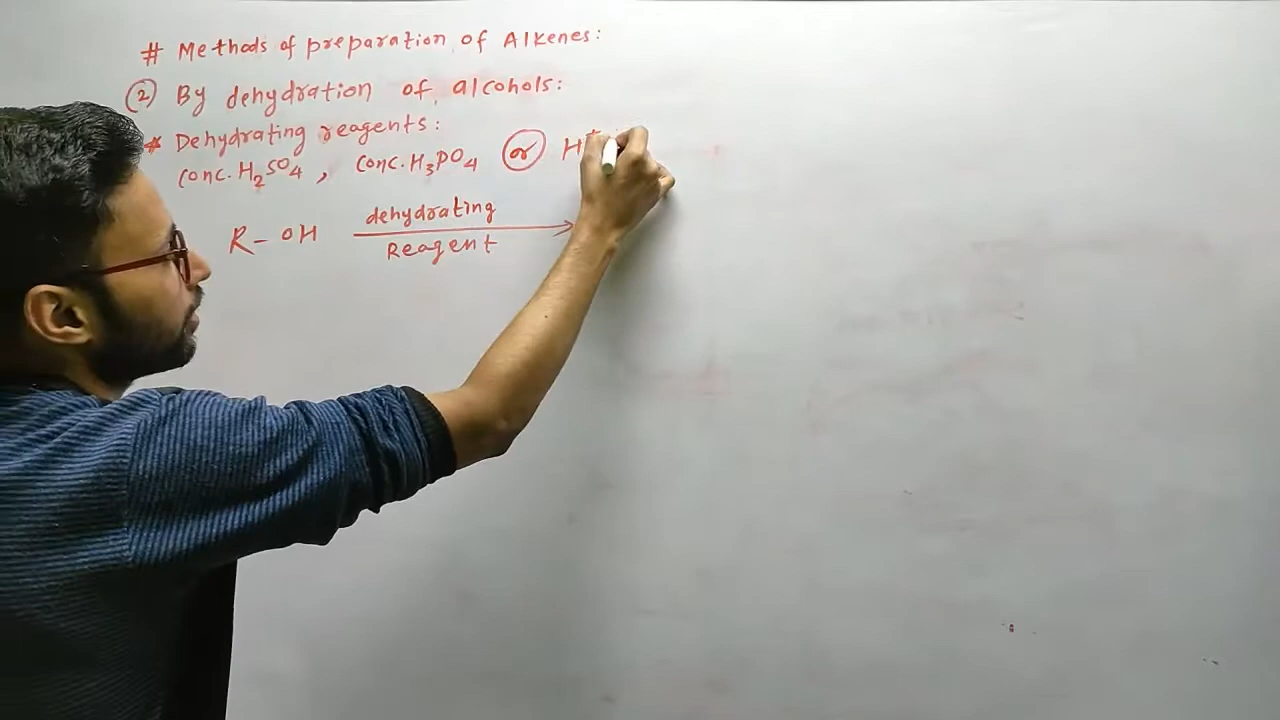 # Methods of preparation of Alkenes:
(2) By dehydration of alcohols:
* Dehydrating reagents:
conc. H2SO4, conc. H3PO4 (or) H+
R-OH dehydrating
Reagent